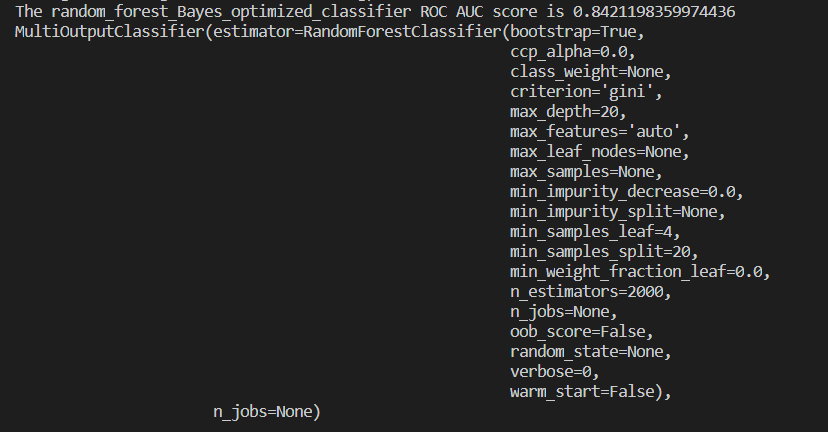 The random_forest_Bayes_optimized_classifier ROC AUC score is 0.8421198359974436
MultiOutputClassifier(estimator=RandomForestClassifier(bootstrap=True,
ccp_alpha=0.0,
class_weight=None,
criterion='gini',
max_depth=20,
max_features='auto',
max_leaf_nodes=None,
max_samples=None,
min_impurity_decrease=0.0,
min_impurity_split=None,
min_samples_leaf=4,
min_samples_split=20,
min_weight_fraction_leaf=0.0,
n_estimators=2000,
n_jobs=None,
oob_score=False,
random_state=None,
verbose=0,
warm_start=False),
n_jobs=None)